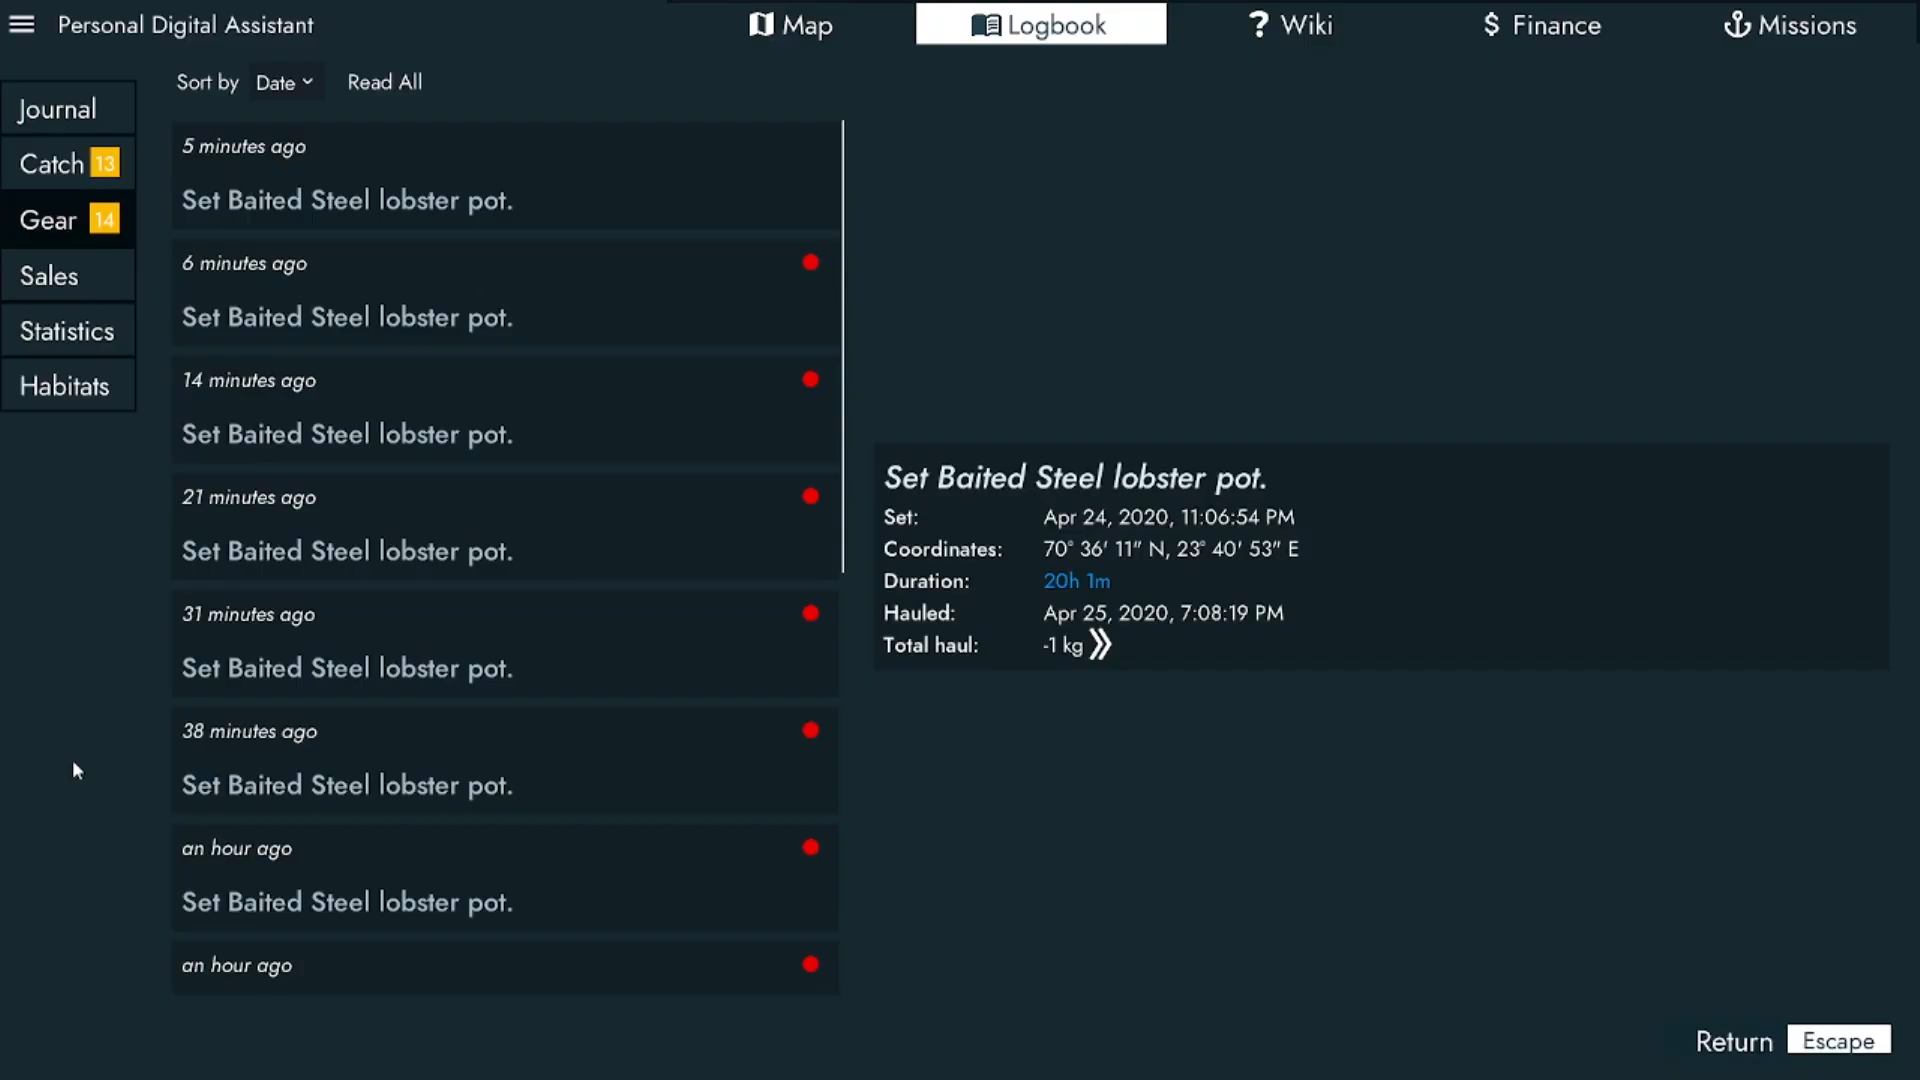 Personal Digital Assistant
Map
Logbook
? Wiki
$ Finance
Missions
Sort by Date Read All
Journal
Catch 13
Gear 14
Sales
Statistics
Habitats
5 minutes ago
Set Baited Steel lobster pot.
6 minutes ago
Set Baited Steel lobster pot.
14 minutes ago
Set Baited Steel lobster pot.
21 minutes ago
Set Baited Steel lobster pot.
31 minutes ago
Set Baited Steel lobster pot.
38 minutes ago
Set Baited Steel lobster pot.
an hour ago
Set Baited Steel lobster pot.
an hour ago
Set Baited Steel lobster pot.
Set: Apr 24, 2020, 11:06:54 PM
Coordinates: 70° 36' 11" N, 23° 40' 53" E
Duration: 20h 1m
Hauled: Apr 25, 2020, 7:08:19 PM
Total haul: -1 kg
Return Escape